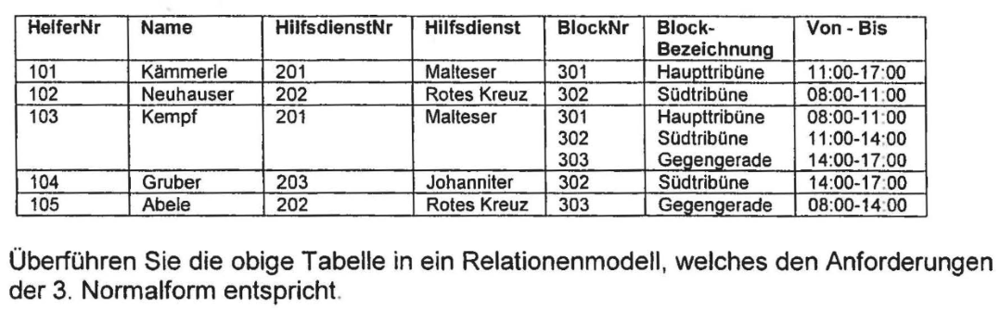 HelferNr Name HilfsdienstNr Hilfsdienst BlockNr Block- Von - Bis
Bezeichnung
101 Kämmerle 201 Malteser 301 Haupttribüne 11:00-17:00
102 Neuhauser 202 Rotes Kreuz 302 Südtribüne 08:00-11:00
103 Kempf 201 Malteser 301 Haupttribüne 08:00-11:00
302 Südtribüne 11:00-14:00
303 Gegengerade 14:00-17:00
104 Gruber 203 Johanniter 302 Südtribüne 14:00-17:00
105 Abele 202 Rotes Kreuz 303 Gegengerade 08:00-14:00
Überführen Sie die obige Tabelle in ein Relationenmodell, welches den Anforderungen
der 3. Normalform entspricht.